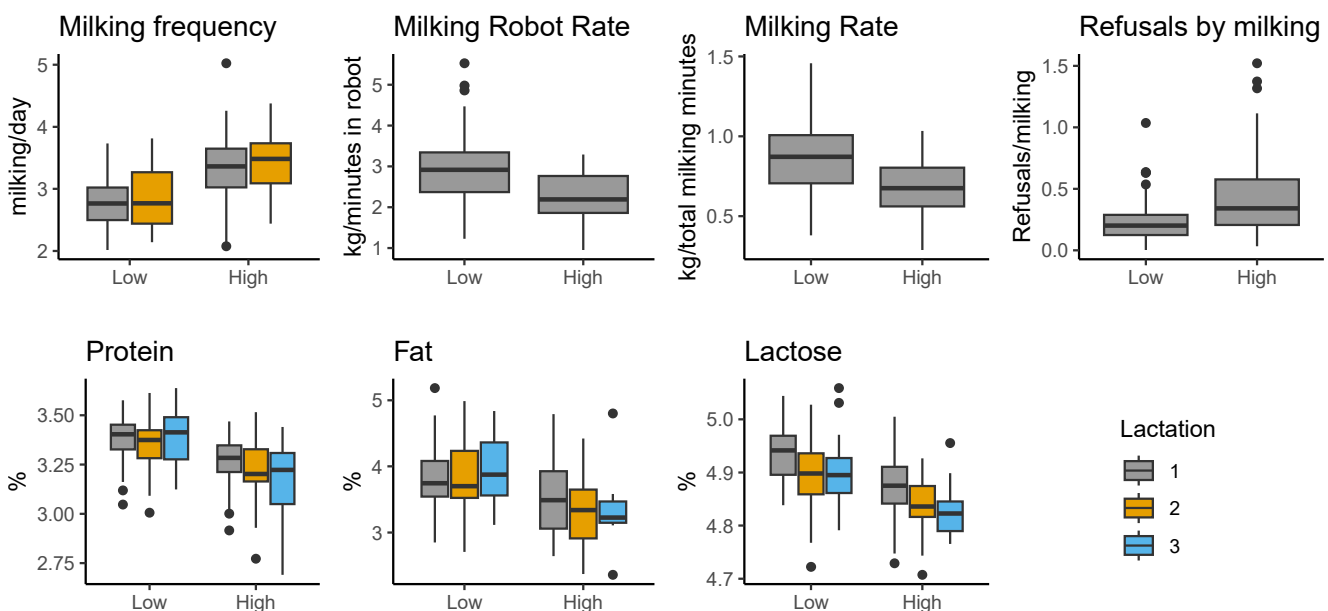 Milking frequency
milking/day
5
4
3
2
Low
High
Milking Robot Rate
kg/minutes in robot
5
4
3
2
1
Low
High
Milking Rate
kg/total milking minutes
1.5
1.0
0.5
Low
High
Refusals by milking
Refusals/milking
1.5
1.0
0.5
0.0
Low
High
Protein
%
3.50
3.25
3.00
2.75
Low
High
Fat
%
5
4
3
Low
High
Lactose
%
5.0
4.9
4.8
4.7
Low
High
Lactation
1
2
3